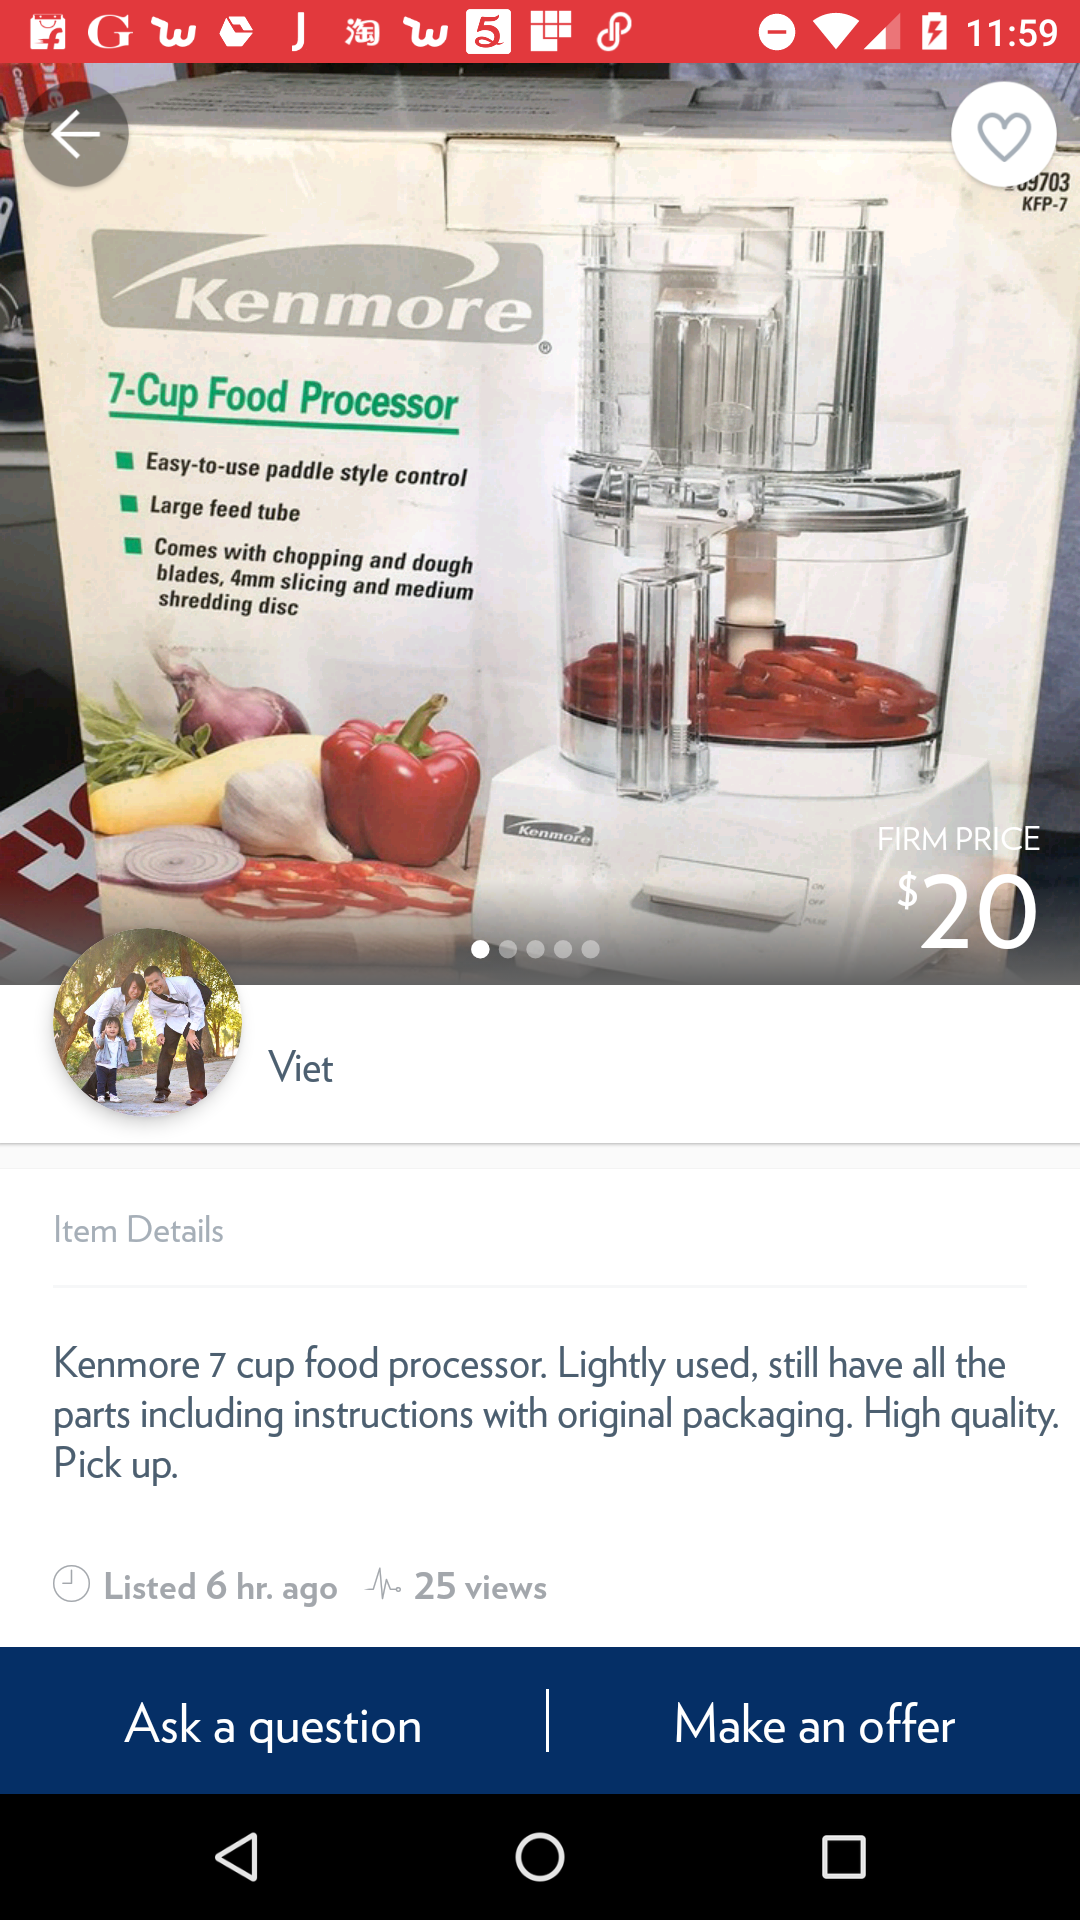 11:59
KFP-7
Kenmore
7-Cup Food Processor
Easy-to-use paddle style control
Large feed tube
Comes with chopping and dough
blades, 4mm slicing and medium
shredding disc
Kenmore
FIRM PRICE
$20
Viet
Item Details
Kenmore 7 cup food processor. Lightly used, still have all the
parts including instructions with original packaging. High quality.
Pick up.
Listed 6 hr. ago 25 views
Ask a question
Make an offer